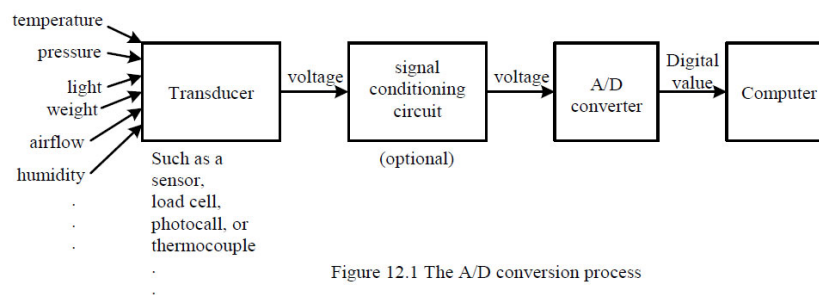 temperature
pressure
light
weight
airflow
humidity
.
.
.
Transducer
Such as a
sensor,
load cell,
photocall, or
thermocouple
.
.
voltage
signal
conditioning
circuit
(optional)
voltage
A/D
converter
Digital
value
Computer
Figure 12.1 The A/D conversion process